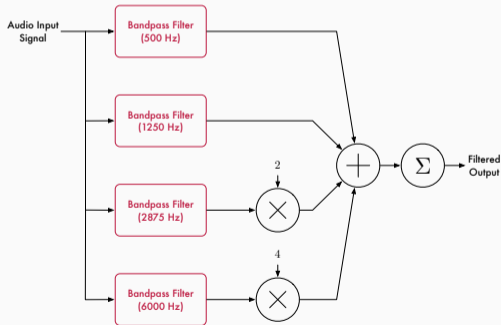 Audio Input
Signal
Bandpass Filter
(500 Hz)
Bandpass Filter
(1250 Hz)
2
+
Σ
Filtered
Output
Bandpass Filter
(2875 Hz)
×
4
Bandpass Filter
(6000 Hz)
×